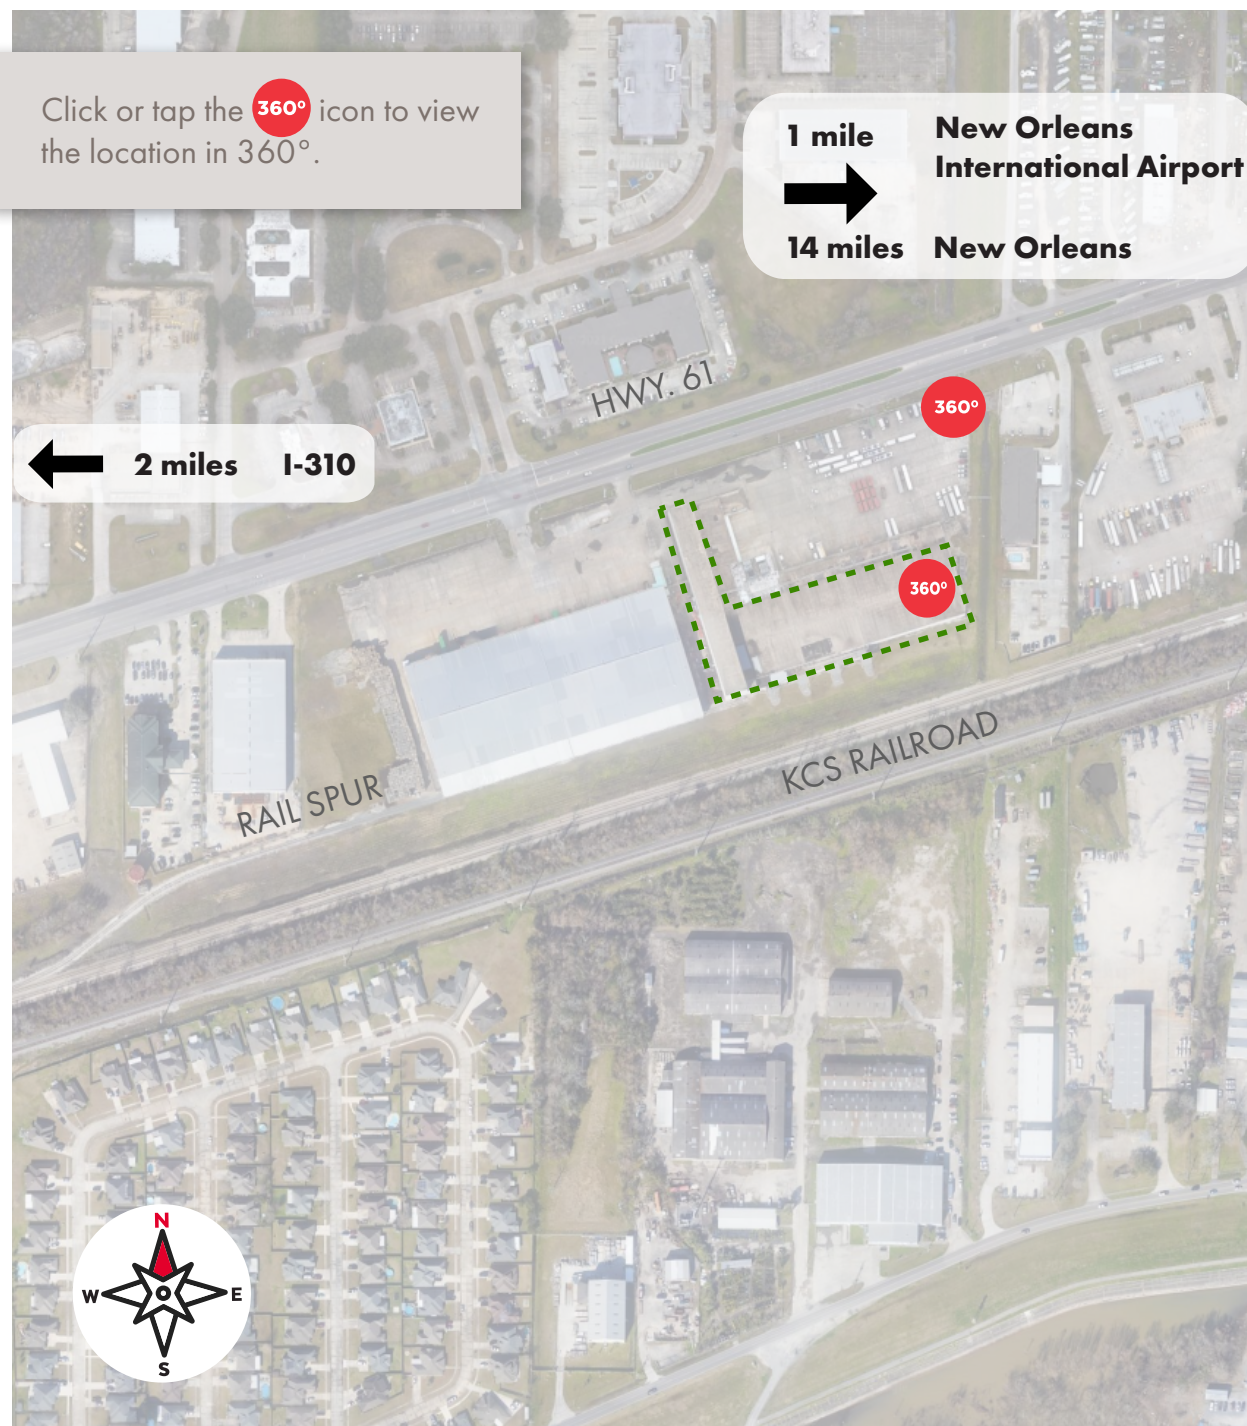 Click or tap the 360° icon to view
the location in 360°.
1 mile New Orleans
International Airport
14 miles New Orleans
HWY. 61
360°
2 miles I-310
360°
KCS RAILROAD
RAIL SPUR
N
W E
S